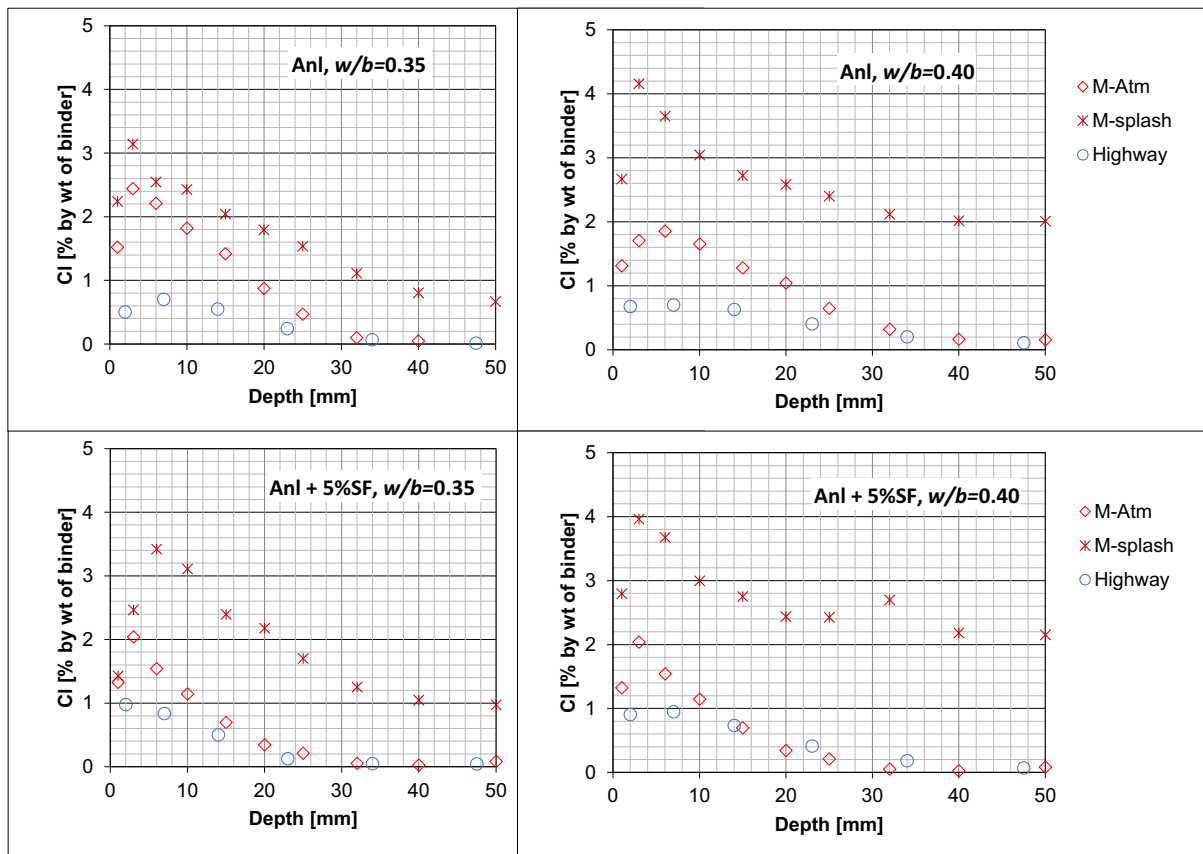 5
4
3
2
1
0
Cl [% by wt of binder]
Anl, w/b=0.35
0 10 20 30 40 50
Depth [mm]
5
4
3
2
1
0
Cl [% by wt of binder]
Anl, w/b=0.40
0 10 20 30 40 50
Depth [mm]
M-Atm
M-splash
Highway
5
4
3
2
1
0
Cl [% by wt of binder]
Anl + 5%SF, w/b=0.35
0 10 20 30 40 50
Depth [mm]
5
4
3
2
1
0
Cl [% by wt of binder]
Anl + 5%SF, w/b=0.40
0 10 20 30 40 50
Depth [mm]
M-Atm
M-splash
Highway